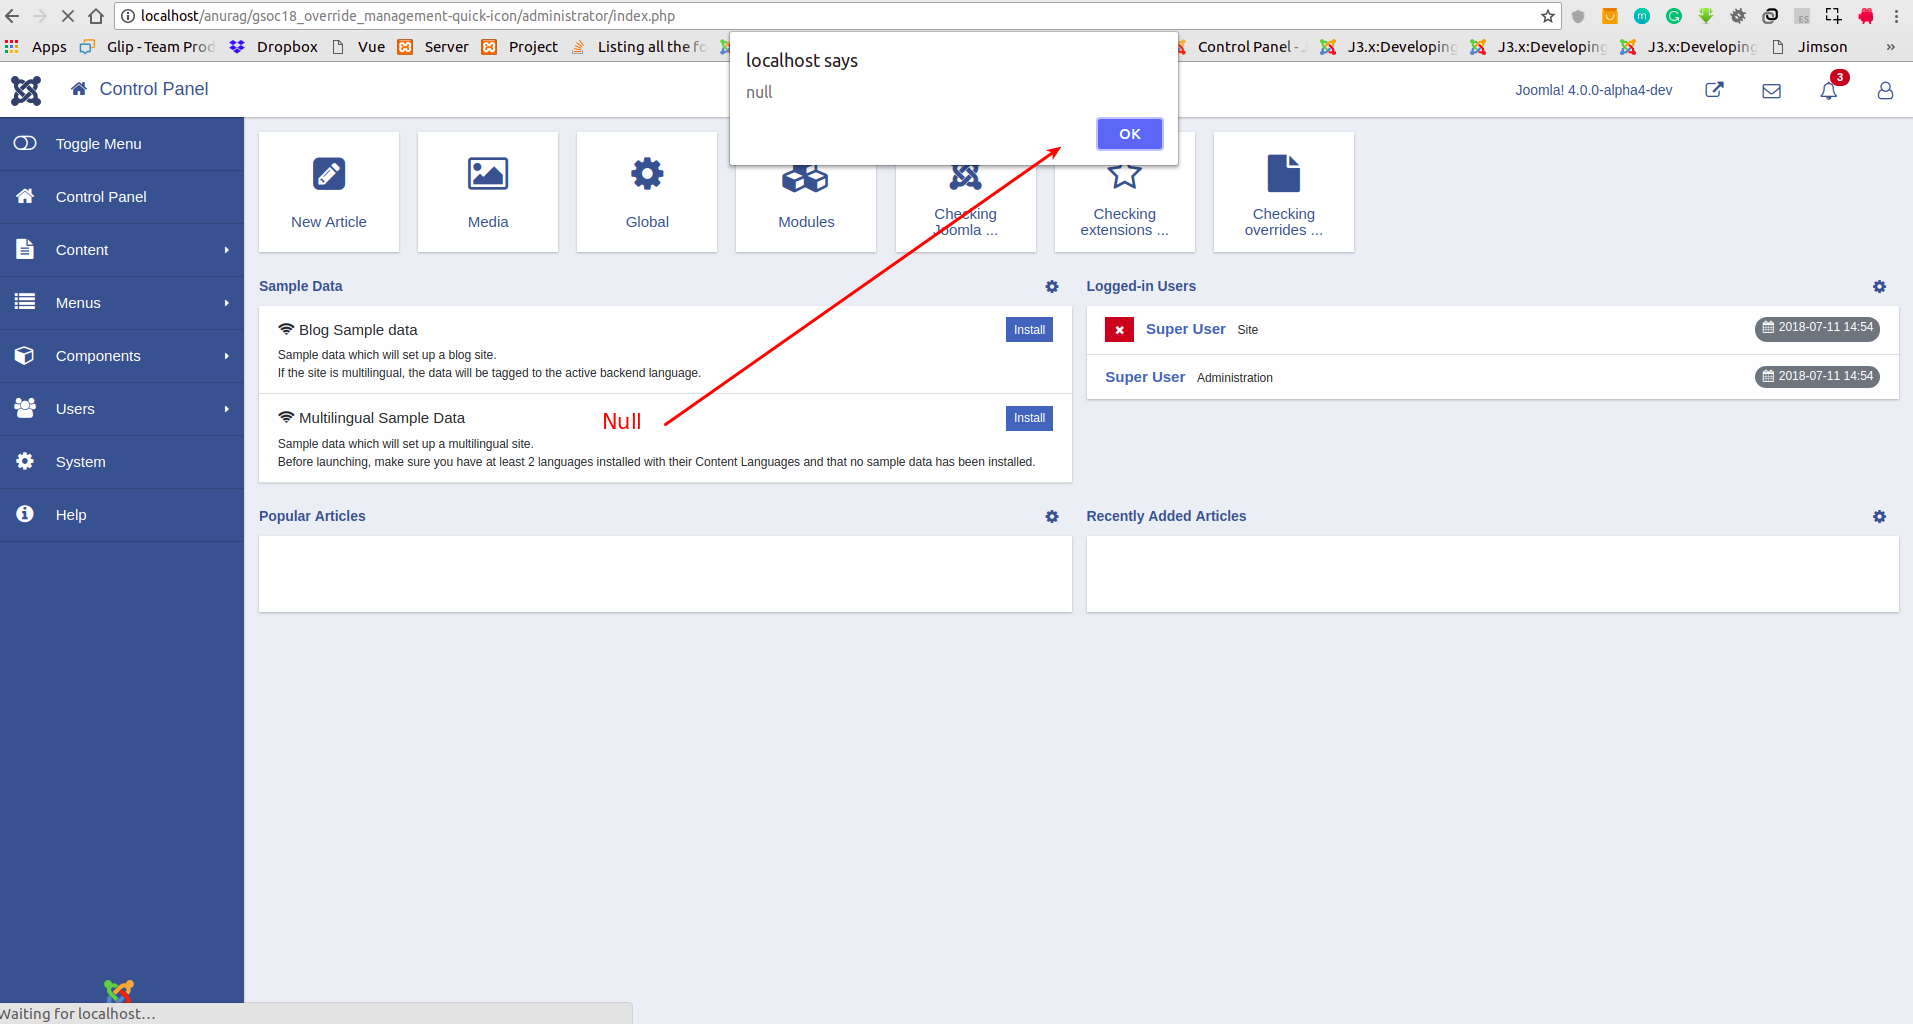 localhost/anurag/gsoc18_override_management-quick-icon/administrator/index.php
Apps Glip - Team Prod Dropbox Vue Server Project Listing all the fo Control Panel - J J3.x:Developing J3.x:Developing J3.x:Developing Jimson »
localhost says
null
OK
Control Panel
Joomla! 4.0.0-alpha4-dev
3
Toggle Menu
Control Panel
Content
Menus
Components
Users
System
Help
New Article
Media
Global
Modules
Checking
Joomla ...
Checking
extensions ...
Checking
overrides ...
Sample Data
Blog Sample data
Install
Sample data which will set up a blog site.
If the site is multilingual, the data will be tagged to the active backend language.
Multilingual Sample Data
Null
Install
Sample data which will set up a multilingual site.
Before launching, make sure you have at least 2 languages installed with their Content Languages and that no sample data has been installed.
Logged-in Users
Super User Site
2018-07-11 14:54
Super User Administration
2018-07-11 14:54
Popular Articles
Recently Added Articles
Waiting for localhost...